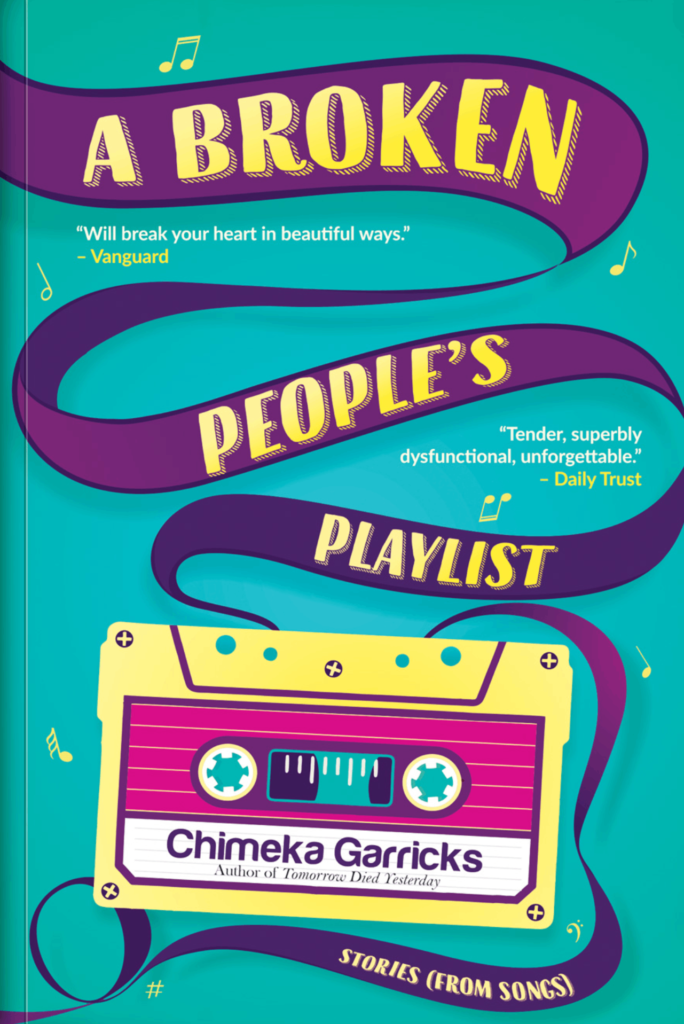 A BROKEN
“Will break your heart in beautiful ways.”
– Vanguard
PEOPLE’S
“Tender, superbly
dysfunctional, unforgettable.”
– Daily Trust
PLAYLIST
Chimeka Garricks
Author of Tomorrow Died Yesterday
STORIES (FROM SONGS)
#